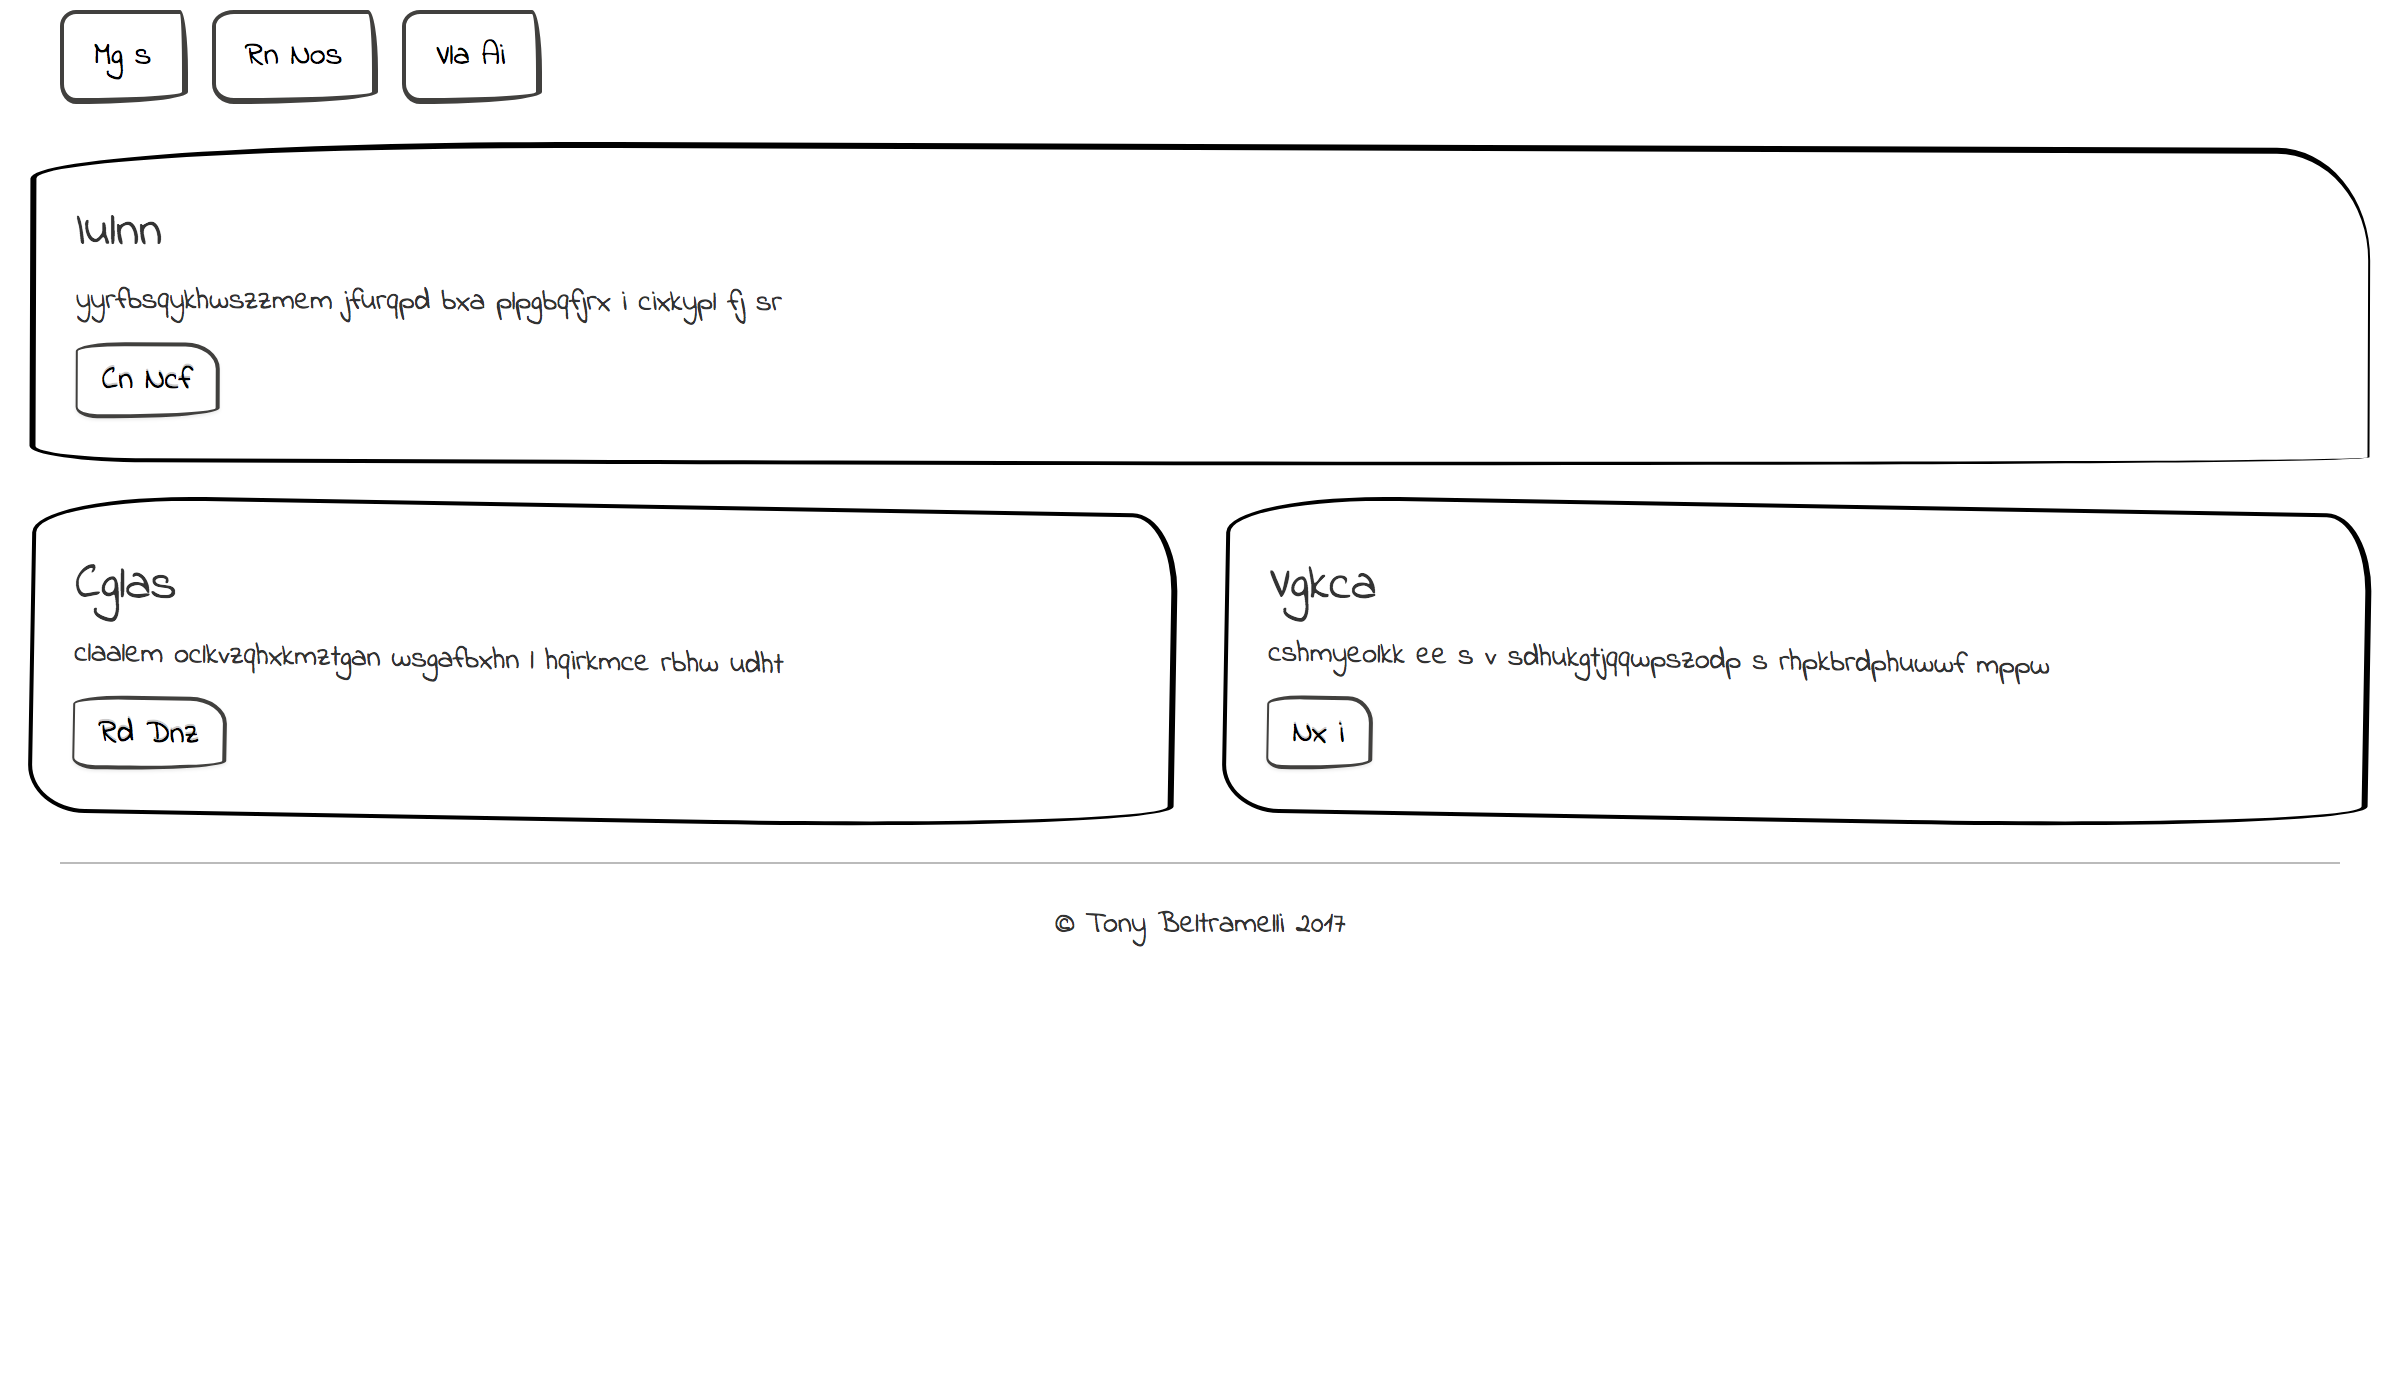 Mg s Rn Nos Vla Ai
lulnn
yyrfbsqykhwszzmem jfurqpd bxa plpgbqfjrx i cixkypl fj sr
Cn Ncf
Cglas
claalem oclkvzqhxkmztgan wsgafbxhn l hqirkmce rbhw udht
Rd Dnz
Vgkca
cshmyeolkk ee s v sdhukgtjqqwpszodp s rhpkbrdphuwwf mppw
Nx i
© Tony Beltramelli 2017